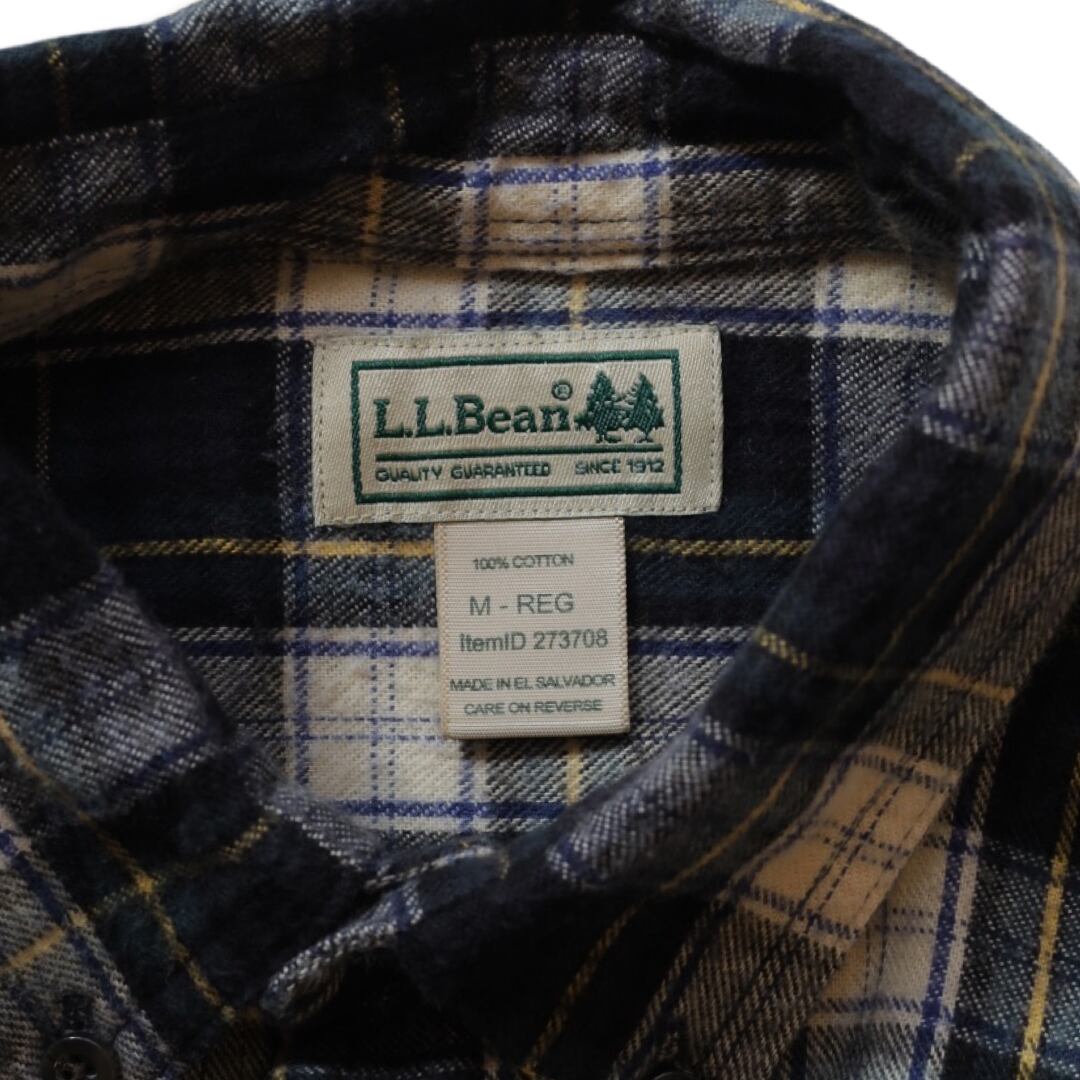 L.L.Bean®
QUALITY GUARANTEED SINCE 1912
100% COTTON
M - REG
ItemID 273708
MADE IN EL SALVADOR
CARE ON REVERSE